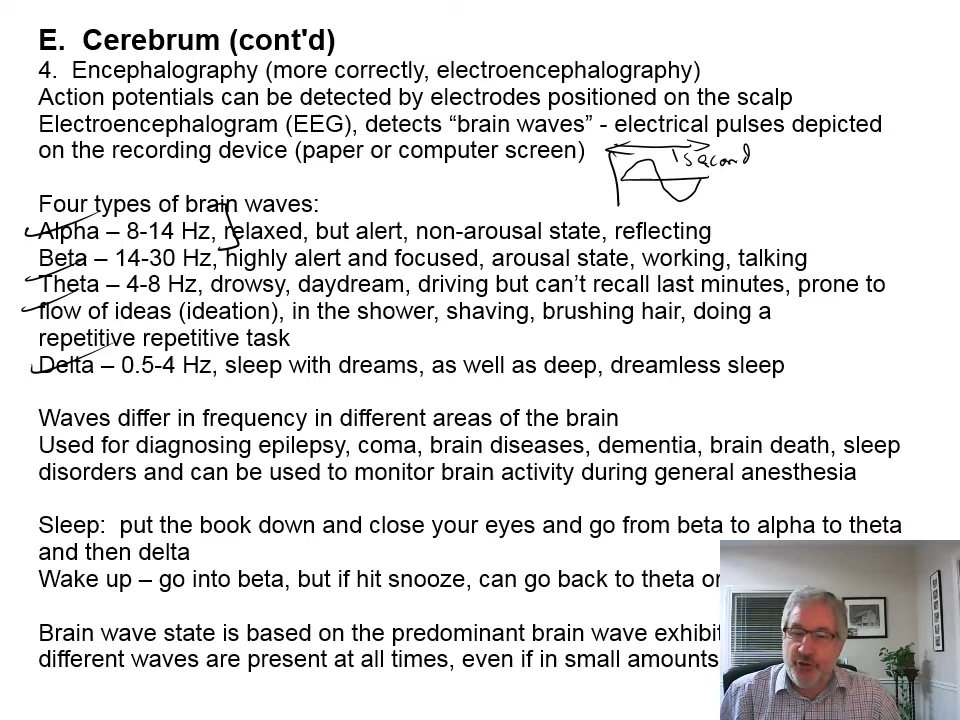 E.  Cerebrum (cont'd)
4.  Encephalography (more correctly, electroencephalography)
Action potentials can be detected by electrodes positioned on the scalp
Electroencephalogram (EEG), detects “brain waves” - electrical pulses depicted
on the recording device (paper or computer screen)
1 second
Four types of brain waves:
Alpha – 8-14 Hz, relaxed, but alert, non-arousal state, reflecting
Beta – 14-30 Hz, highly alert and focused, arousal state, working, talking
Theta – 4-8 Hz, drowsy, daydream, driving but can’t recall last minutes, prone to
flow of ideas (ideation), in the shower, shaving, brushing hair, doing a
repetitive repetitive task
Delta – 0.5-4 Hz, sleep with dreams, as well as deep, dreamless sleep
Waves differ in frequency in different areas of the brain
Used for diagnosing epilepsy, coma, brain diseases, dementia, brain death, sleep
disorders and can be used to monitor brain activity during general anesthesia
Sleep:  put the book down and close your eyes and go from beta to alpha to theta
and then delta
Wake up – go into beta, but if hit snooze, can go back to theta or
Brain wave state is based on the predominant brain wave
different waves are present at all times, even if in small amounts